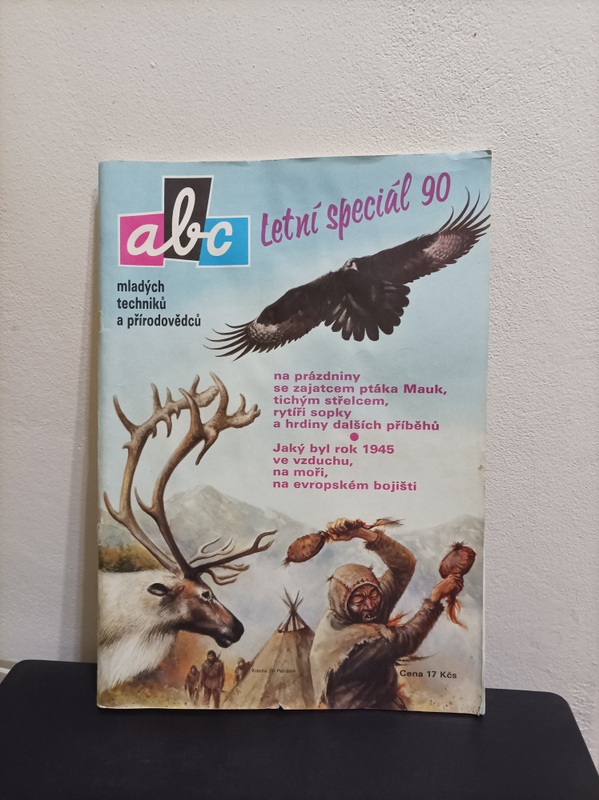 abc
Letní speciál 90
mladých
techniků
a přírodovědců
na prázdniny
se zajatcem ptáka Mauk,
tichým střelcem,
rytíři sopky
a hrdiny dalších příběhů
Jaký byl rok 1945
ve vzduchu,
na moři,
na evropském bojišti
Cena 17 Kčs